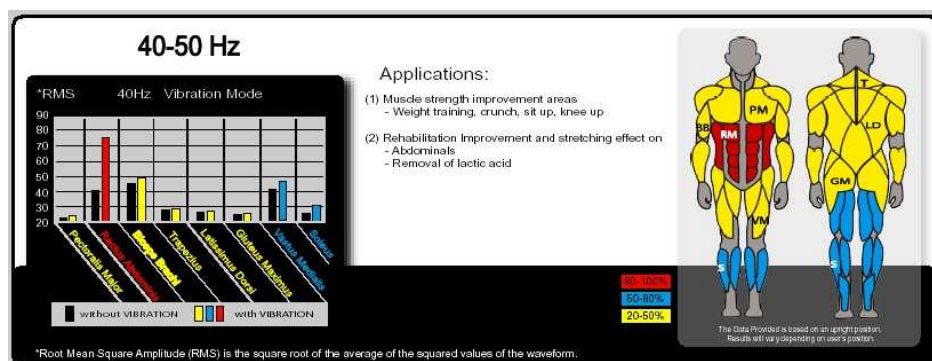 40-50 Hz
*RMS 40Hz Vibration Mode
90
80
70
60
50
40
30
20
Pectoralis Major
Rectus Abdominis
Biceps Brachii
Trapezius
Latissimus Dorsi
Gluteus Maximus
Vastus Medialis
Soleus
without VIBRATION with VIBRATION
Applications:
(1) Muscle strength improvement areas
- Weight training, crunch, sit up, knee up
(2) Rehabilitation Improvement and stretching effect on
- Abdominals
- Removal of lactic acid
80-100%
50-80%
20-50%
PM
BB
RM
VM
S
T
LD
GM
S
The Data Provided is based on an upright position.
Results will vary depending on user's position.
*Root Mean Square Amplitude (RMS) is the square root of the average of the squared values of the waveform.